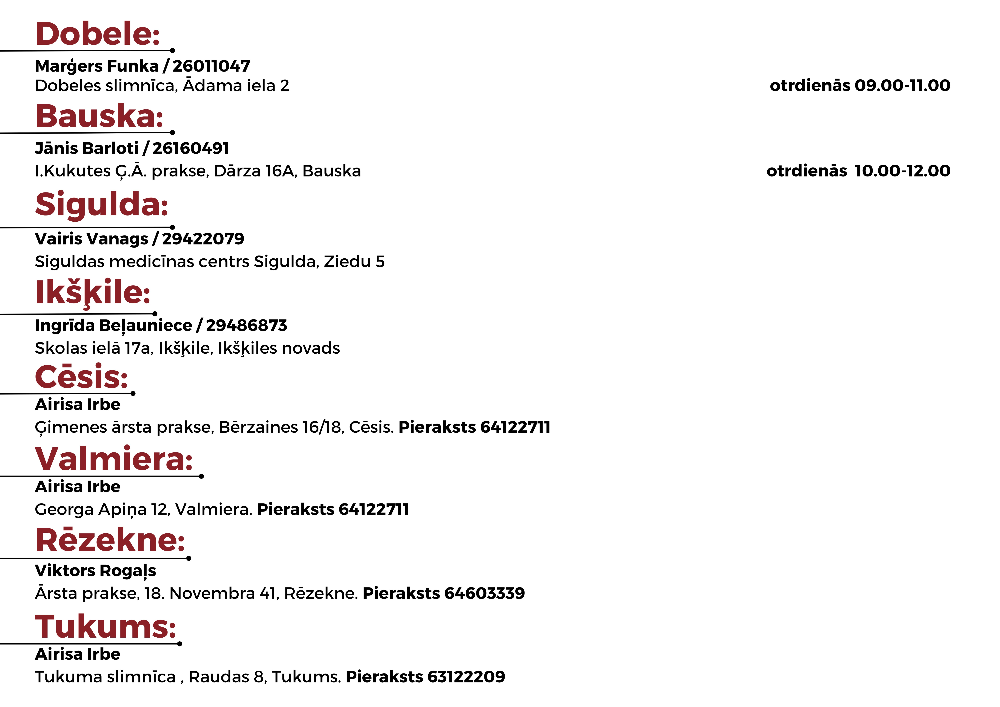 Dobele:
Marģers Funka / 26011047
Dobeles slimnīca, Ādama iela 2 otrdienās 09.00-11.00
Bauska:
Jānis Barloti / 26160491
I.Kukutes Ģ.Ā. prakse, Dārza 16A, Bauska otrdienās 10.00-12.00
Sigulda:
Vairis Vanags / 29422079
Siguldas medicīnas centrs Sigulda, Ziedu 5
Ikšķile:
Ingrīda Beļauniece / 29486873
Skolas ielā 17a, Ikšķile, Ikšķiles novads
Cēsis:
Airisa Irbe
Ģimenes ārsta prakse, Bērzaines 16/18, Cēsis. Pieraksts 64122711
Valmiera:
Airisa Irbe
Georga Apiņa 12, Valmiera. Pieraksts 64122711
Rēzekne:
Viktors Rogaļs
Ārsta prakse, 18. Novembra 41, Rēzekne. Pieraksts 64603339
Tukums:
Airisa Irbe
Tukuma slimnīca , Raudas 8, Tukums. Pieraksts 63122209